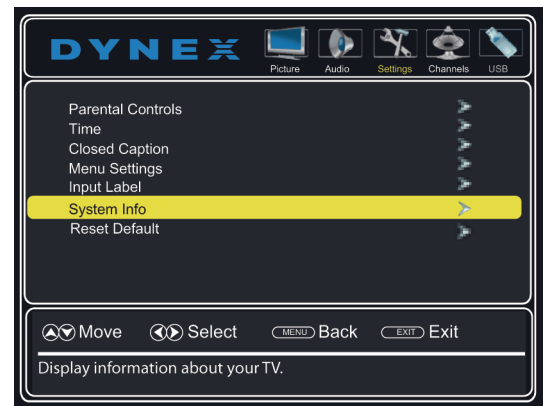 DYNEX
Picture Audio Settings Channels USB
Parental Controls
Time
Closed Caption
Menu Settings
Input Label
System Info
Reset Default
Move Select MENU Back EXIT Exit
Display information about your TV.